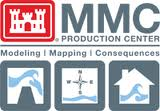 MMC
PRODUCTION CENTER
Modeling | Mapping | Consequences
N
W E
S